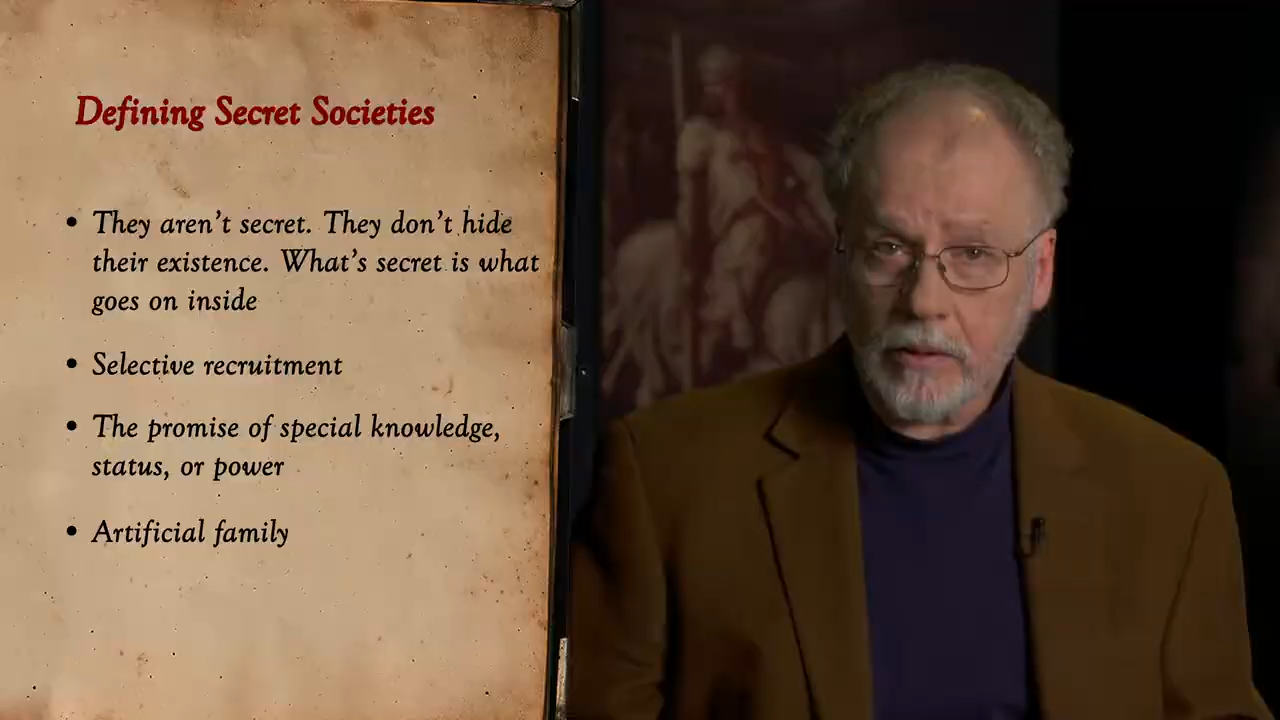 Defining Secret Societies
• They aren't secret. They don't hide
their existence. What's secret is what
goes on inside
• Selective recruitment
• The promise of special knowledge,
status, or power
• Artificial family